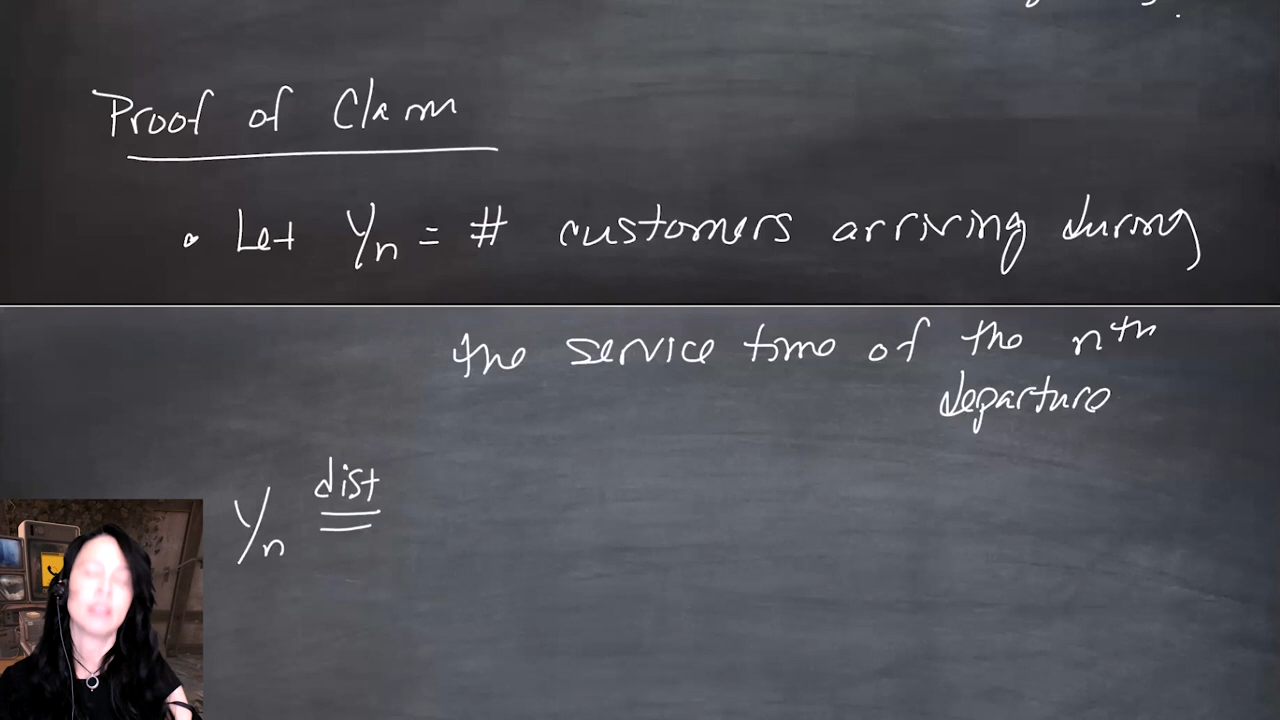 Proof of Claim
• Let Yn = # customers arriving during
the service time of the nth
departure
Yn dist
=